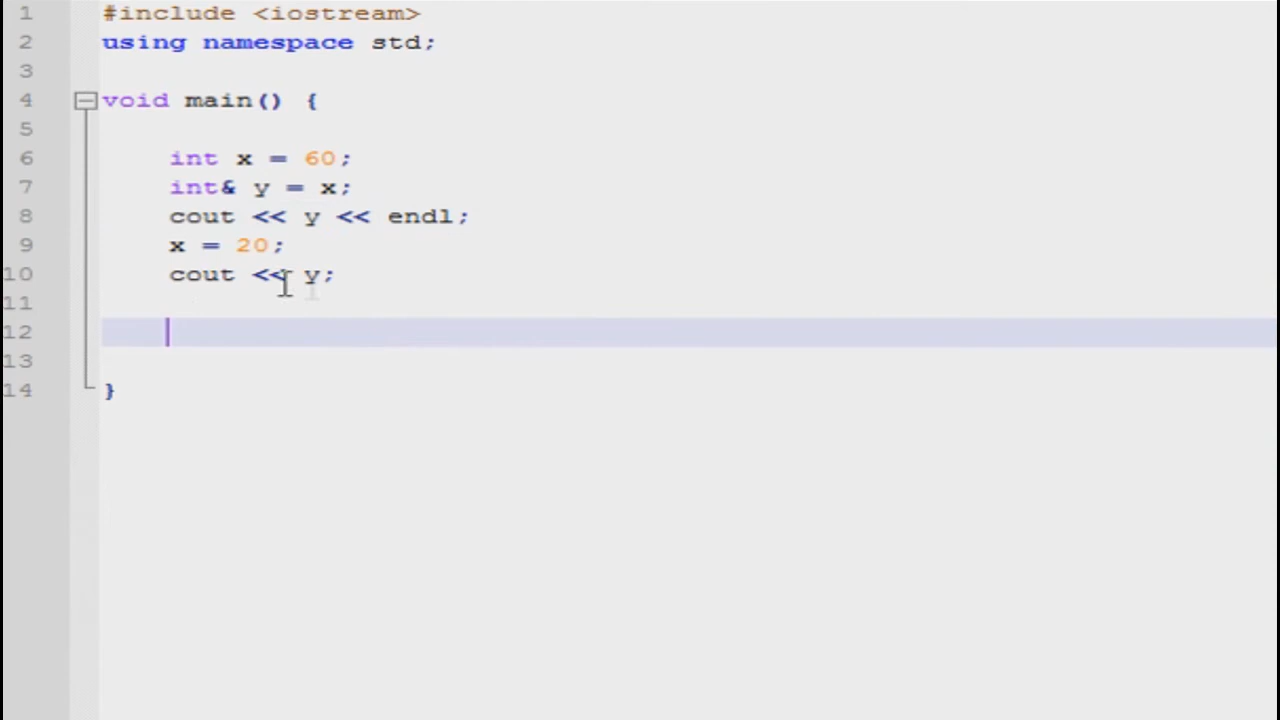 1 #include <iostream>
2 using namespace std;
3
4 void main() {
5
6 int x = 60;
7 int& y = x;
8 cout << y << endl;
9 x = 20;
10 cout << y;
11
12
13
14 }